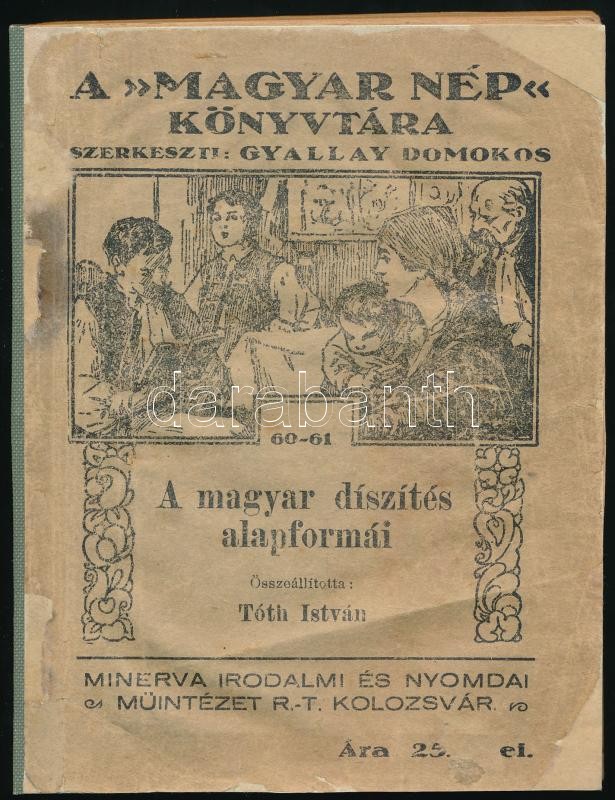 A »MAGYAR NÉP«
KÖNYVTÁRA
SZERKESZTI: GYALLAY DOMOKOS
darabanth
60-61
A magyar díszítés
alapformái
Összeállította:
Tóth István
MINERVA IRODALMI ÉS NYOMDAI
MŰINTÉZET R.-T. KOLOZSVÁR.
Ára 25.